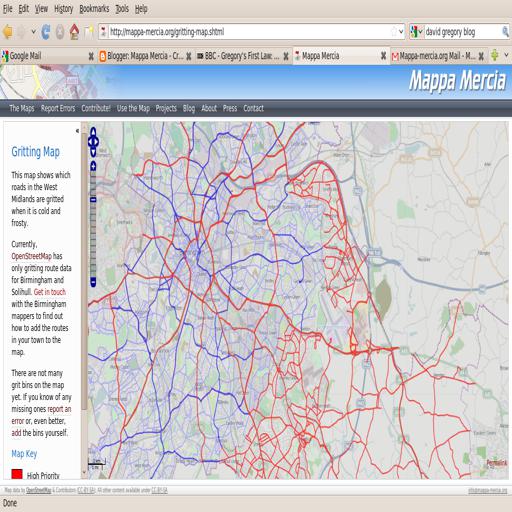 File Edit View History Bookmarks Tools Help
http://mappa-mercia.org/gritting-map.shtml
david gregory blog
Google Mail
Blogger: Mappa Mercia - Cr...
BBC - Gregory's First Law: ...
Mappa Mercia
Mappa-mercia.org Mail - M...
Mappa Mercia
The Maps Report Errors Contribute! Use the Map Projects Blog About Press Contact
Gritting Map
This map shows which
roads in the West
Midlands are gritted
when it is cold and
frosty.
Currently,
OpenStreetMap has
only gritting route data
for Birmingham and
Solihull. Get in touch
with the Birmingham
mappers to find out
how to add the routes
in your town to the
map.
There are not many
grit bins on the map
yet. If you know of any
missing ones report an
error or, even better,
add the bins yourself.
Map Key
High Priority
Permalink
Map data by OpenStreetMap & Contributors (CC-BY-SA). All other content available under CC-BY-SA
info@mappa-mercia.org
Done